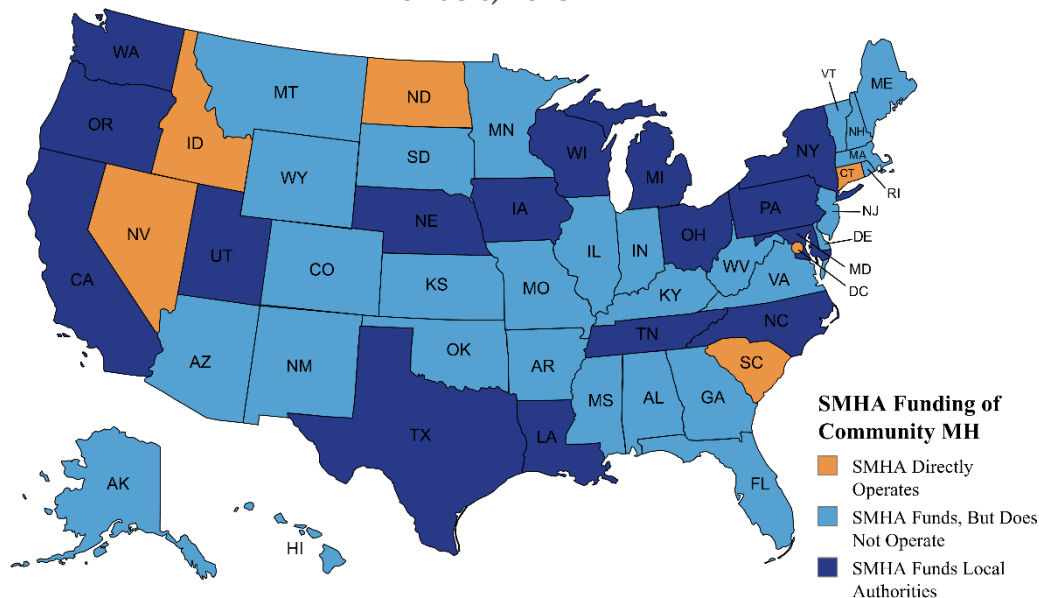 WA
MT
ND
MN
VT
ME
OR
ID
SD
WI
NY
NH
MA
CT
RI
WY
MI
PA
NJ
NE
IA
OH
DE
NV
UT
IL
IN
WV
MD
CA
CO
KS
MO
KY
VA
DC
TN
NC
AZ
NM
OK
AR
SC
MS
AL
GA
TX
LA
FL
AK
HI
SMHA Funding of
Community MH
SMHA Directly
Operates
SMHA Funds, But Does
Not Operate
SMHA Funds Local
Authorities